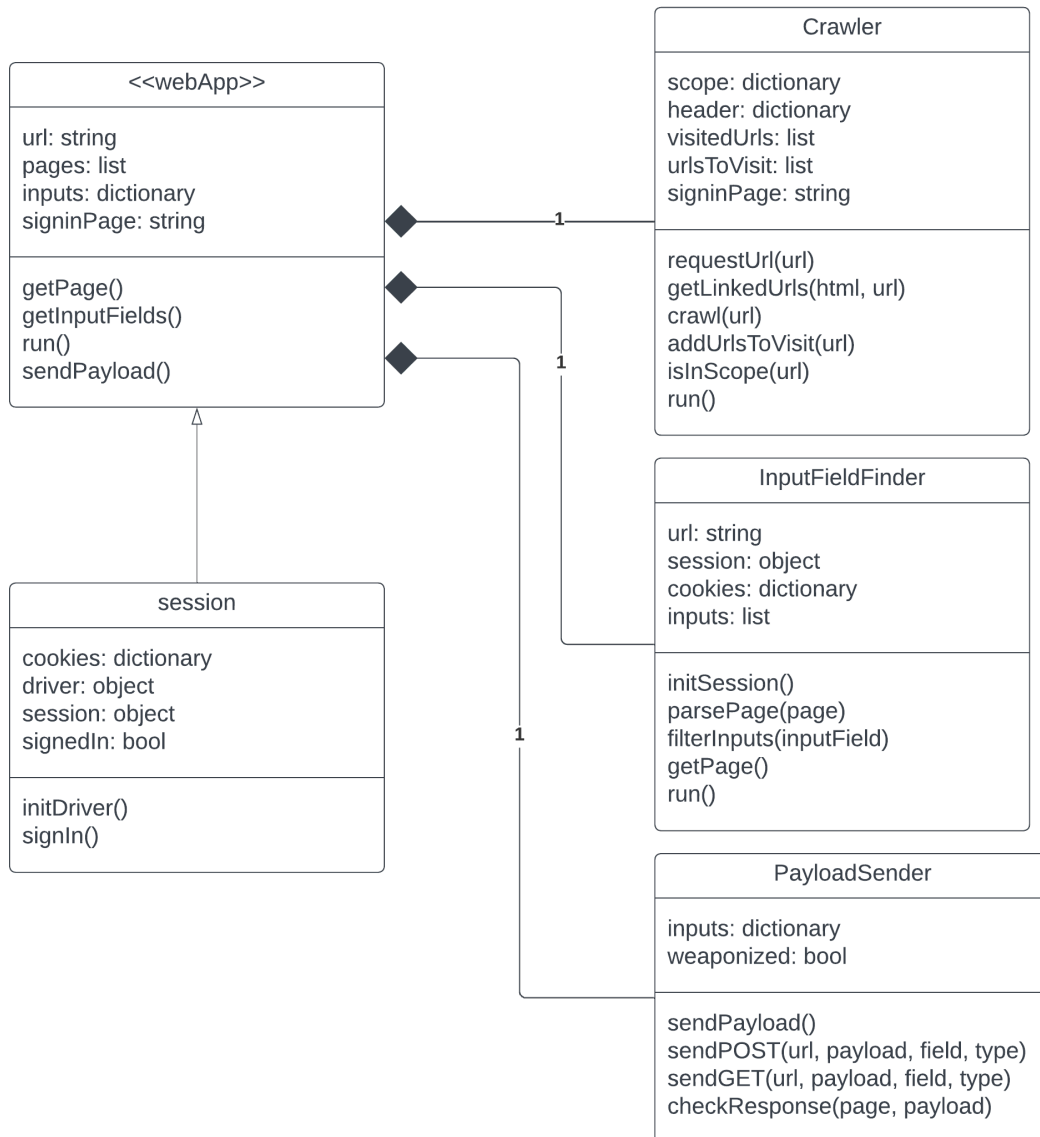 <<webApp>>
url: string
pages: list
inputs: dictionary
signinPage: string
getPage()
getInputFields()
run()
sendPayload()
session
cookies: dictionary
driver: object
session: object
signedIn: bool
initDriver()
signIn()
1
1
1
Crawler
scope: dictionary
header: dictionary
visitedUrls: list
urlsToVisit: list
signinPage: string
requestUrl(url)
getLinkedUrls(html, url)
crawl(url)
addUrlsToVisit(url)
isInScope(url)
run()
InputFieldFinder
url: string
session: object
cookies: dictionary
inputs: list
initSession()
parsePage(page)
filterInputs(inputField)
getPage()
run()
PayloadSender
inputs: dictionary
weaponized: bool
sendPayload()
sendPOST(url, payload, field, type)
sendGET(url, payload, field, type)
checkResponse(page, payload)